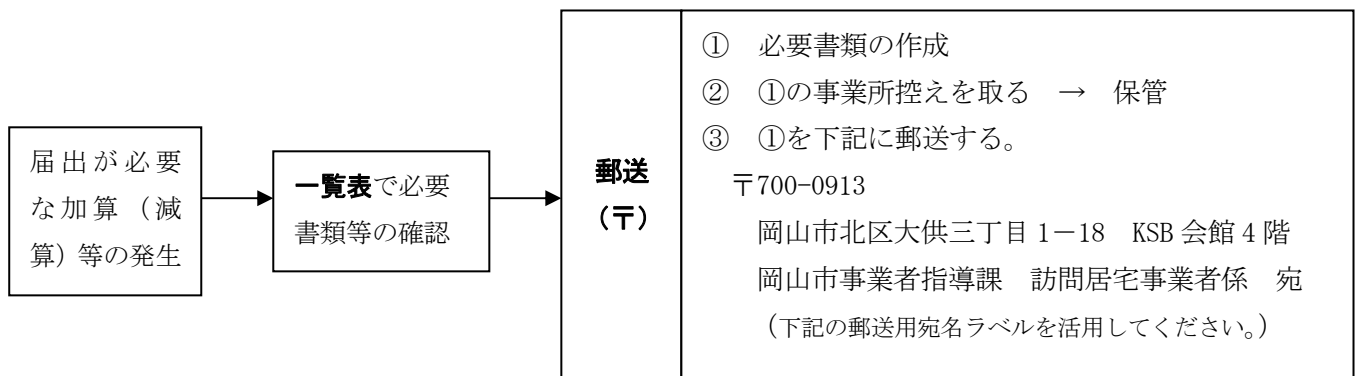 届出が必要
な加算（減
算）等の発生
一覧表で必要
書類等の確認
郵送
（〒）
①　必要書類の作成
②　①の事業所控えを取る　→　保管
③　①を下記に郵送する。
〒700-0913
岡山市北区大供三丁目1－18　KSB会館4階
岡山市事業者指導課　訪問居宅事業者係　宛
（下記の郵送用宛名ラベルを活用してください。）